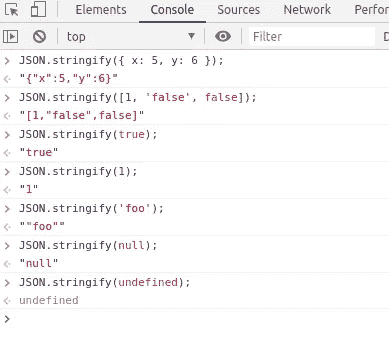 Elements Console Sources Network Perfor
top Filter
> JSON.stringify({ x: 5, y: 6 });
"{"x":5,"y":6}"
> JSON.stringify([1, 'false', false]);
"[1,"false",false]"
> JSON.stringify(true);
"true"
> JSON.stringify(1);
"1"
> JSON.stringify('foo');
""foo""
> JSON.stringify(null);
"null"
> JSON.stringify(undefined);
undefined
>